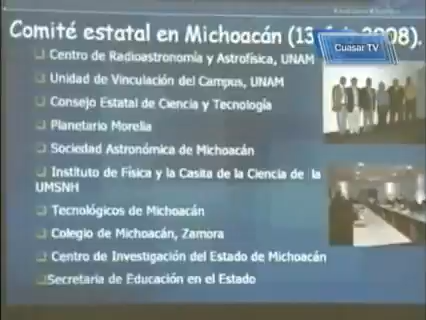 Comité estatal en Michoacán (13 2008).
Cuasar TV
Centro de Radioastronomía y Astrofísica, UNAM
Unidad de Vinculación del Campus, UNAM
Consejo Estatal de Ciencia y Tecnología
Planetario Morelia
Sociedad Astronómica de Michoacán
Instituto de Física y la Casita de la Ciencia de la
UMSNH
Tecnológicos de Michoacán
Colegio de Michoacán, Zamora
Centro de Investigación del Estado de Michoacán
Secretaria de Educación en el Estado